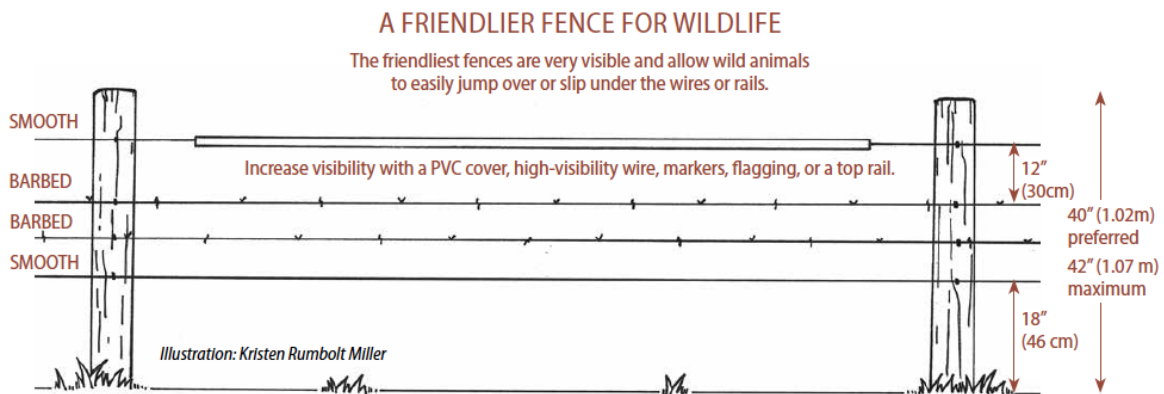 A FRIENDLIER FENCE FOR WILDLIFE
The friendliest fences are very visible and allow wild animals
to easily jump over or slip under the wires or rails.
SMOOTH
Increase visibility with a PVC cover, high-visibility wire, markers, flagging, or a top rail.
BARBED
BARBED
SMOOTH
12”
(30cm)
40” (1.02m)
preferred
42” (1.07 m)
maximum
18”
(46 cm)
Illustration: Kristen Rumbolt Miller